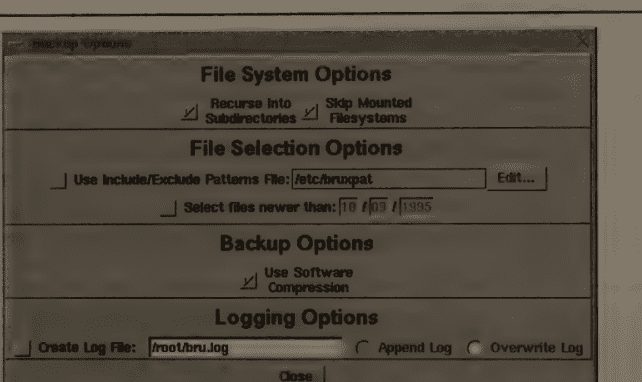 Backup Options
File System Options
Recurse Into Subdirectories
Skip Mounted Filesystems
File Selection Options
Use Include/Exclude Patterns File: /etc/bruxpat Edit...
Select files newer than: 10 / 09 / 1995
Backup Options
Use Software Compression
Logging Options
Create Log File: /root/bru.log Append Log Overwrite Log
Close